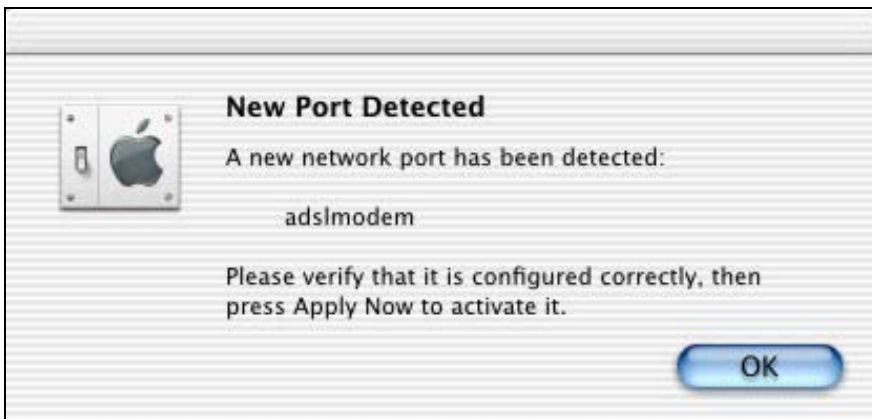 New Port Detected
A new network port has been detected:
adslmodem
Please verify that it is configured correctly, then
press Apply Now to activate it.
OK